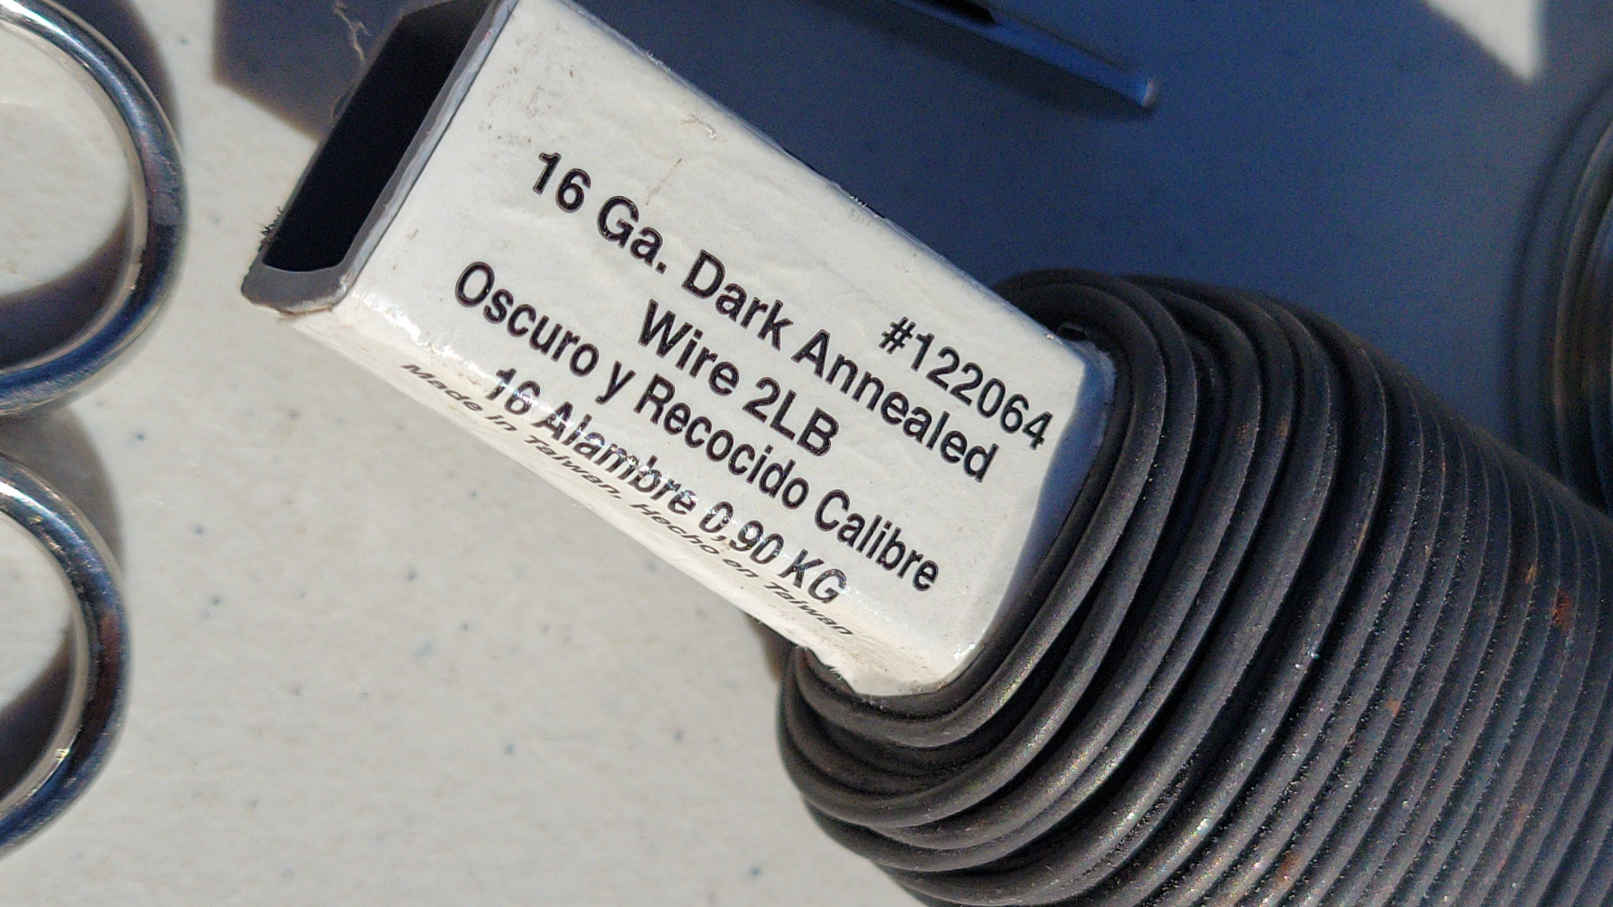 #122064
16 Ga. Dark Annealed
Wire 2LB
Oscuro y Recocido Calibre
16 Alambre 0,90 KG
Made in Taiwan, Hecho en Taiwan